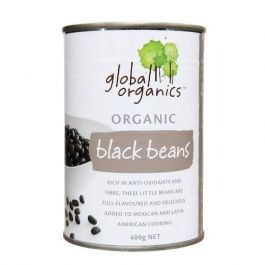 global
organics™
ORGANIC
black beans
RICH IN ANTI-OXIDANTS AND
FIBRE, THESE LITTLE BEANS ARE
FULL-FLAVOURED AND DELICIOUS
ADDED TO MEXICAN AND LATIN
AMERICAN COOKING.
400g NET